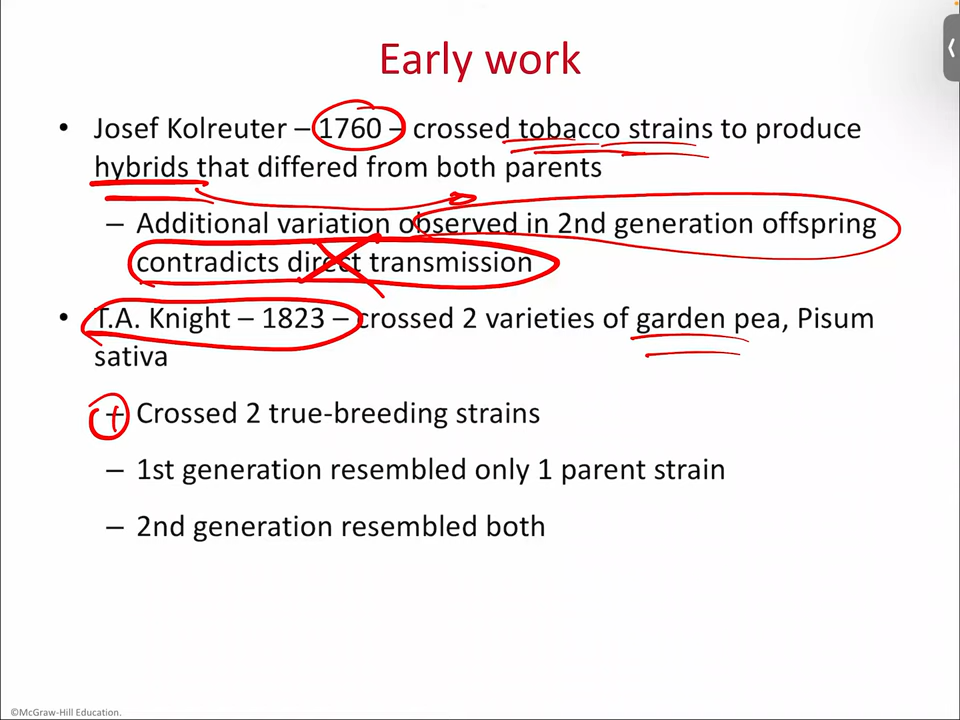 Early work
• Josef Kolreuter – 1760 – crossed tobacco strains to produce
hybrids that differed from both parents
– Additional variation observed in 2nd generation offspring
contradicts direct transmission
• T.A. Knight – 1823 – crossed 2 varieties of garden pea, Pisum
sativa
– Crossed 2 true-breeding strains
– 1st generation resembled only 1 parent strain
– 2nd generation resembled both
©McGraw-Hill Education.